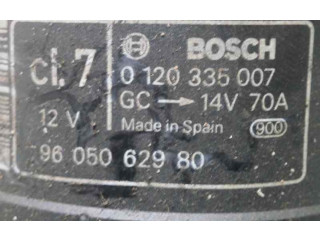 cl.7 BOSCH
0 120 335 007
GC → 14V 70A
12 V Made in Spain 900
96 050 629 80